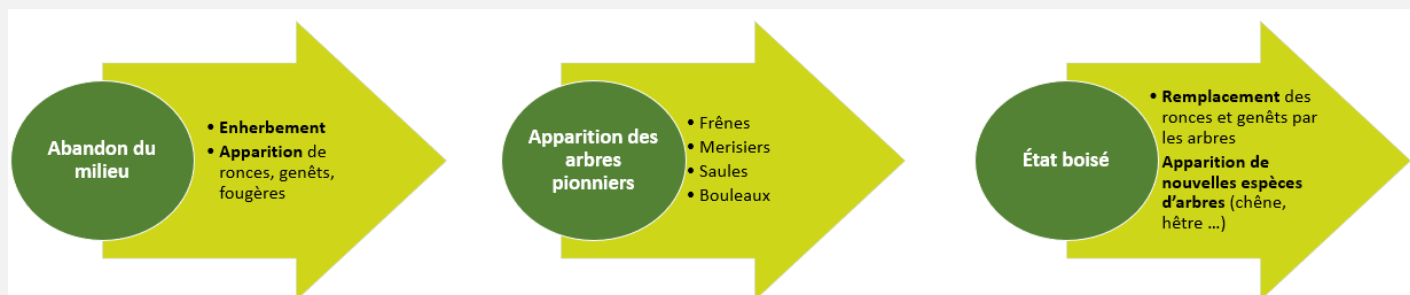 Abandon du
milieu
• Enherbement
• Apparition de
ronces, genêts,
fougères
Apparition des
arbres
pionniers
• Frênes
• Merisiers
• Saules
• Bouleaux
État boisé
• Remplacement des
ronces et genêts par
les arbres
Apparition de
nouvelles espèces
d’arbres (chêne,
hêtre ...)